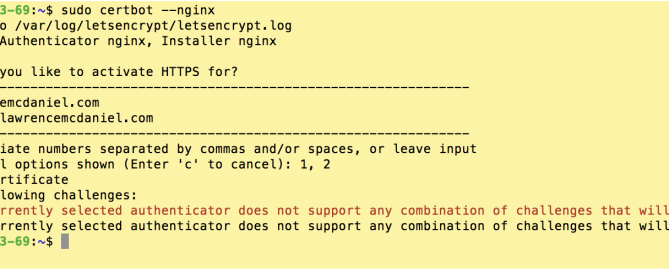 3-69:~$ sudo certbot --nginx
o /var/log/letsencrypt/letsencrypt.log
Authenticator nginx, Installer nginx
you like to activate HTTPS for?
---------------------------------------------------------------
emcdaniel.com
lawrencemcdaniel.com
---------------------------------------------------------------
iate numbers separated by commas and/or spaces, or leave input
l options shown (Enter 'c' to cancel): 1, 2
rtificate
lowing challenges:
rrently selected authenticator does not support any combination of challenges that will
rrently selected authenticator does not support any combination of challenges that will
3-69:~$